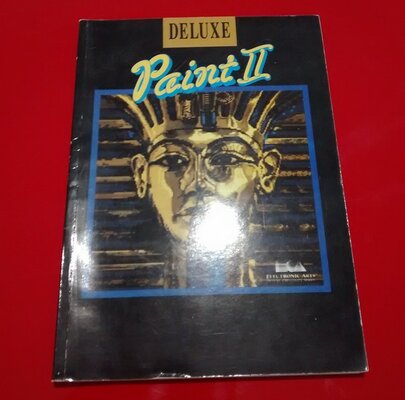 DELUXE
Paint II
ELECTRONIC ARTS